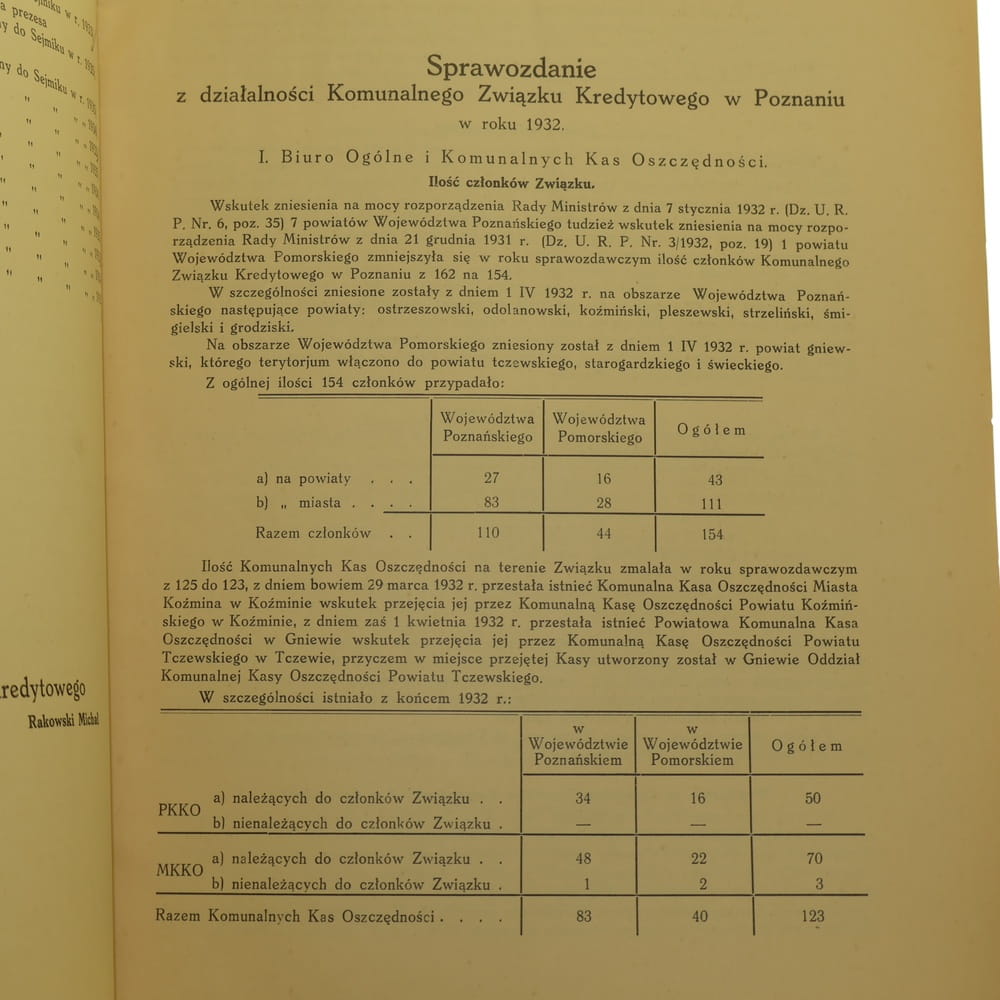 a prezesa
do Sejmiku w r.
ny do Sejmiku w r.
redytowego
Rakowski Michał
Sprawozdanie
z działalności Komunalnego Związku Kredytowego w Poznaniu
w roku 1932.
I. Biuro Ogólne i Komunalnych Kas Oszczędności.
Ilość członków Związku.
Wskutek zniesienia na mocy rozporządzenia Rady Ministrów z dnia 7 stycznia 1932 r. (Dz. U. R.
P. Nr. 6, poz. 35) 7 powiatów Województwa Poznańskiego tudzież wskutek zniesienia na mocy rozpo-
rządzenia Rady Ministrów z dnia 21 grudnia 1931 r. (Dz. U. R. P. Nr. 3/1932, poz. 19) 1 powiatu
Województwa Pomorskiego zmniejszyła się w roku sprawozdawczym ilość członków Komunalnego
Związku Kredytowego w Poznaniu z 162 na 154.
W szczególności zniesione zostały z dniem 1 IV 1932 r. na obszarze Województwa Poznań-
skiego następujące powiaty: ostrzeszowski, odolanowski, koźmiński, pleszewski, strzeliński, śmi-
gielski i grodziski.
Na obszarze Województwa Pomorskiego zniesiony został z dniem 1 IV 1932 r. powiat gniew-
ski, którego terytorjum włączono do powiatu tczewskiego, starogardzkiego i świeckiego.
Z ogólnej ilości 154 członków przypadało:
Województwa Poznańskiego Województwa Pomorskiego Ogółem
a) na powiaty . . . 27 16 43
b) „ miasta . . . . 83 28 111
Razem członków . . 110 44 154
Ilość Komunalnych Kas Oszczędności na terenie Związku zmalała w roku sprawozdawczym
z 125 do 123, z dniem bowiem 29 marca 1932 r. przestała istnieć Komunalna Kasa Oszczędności Miasta
Koźmina w Koźminie wskutek przejęcia jej przez Komunalną Kasę Oszczędności Powiatu Koźmiń-
skiego w Koźminie, z dniem zaś 1 kwietnia 1932 r. przestała istnieć Powiatowa Komunalna Kasa
Oszczędności w Gniewie wskutek przejęcia jej przez Komunalną Kasę Oszczędności Powiatu
Tczewskiego w Tczewie, przyczem w miejsce przejętej Kasy utworzony został w Gniewie Oddział
Komunalnej Kasy Oszczędności Powiatu Tczewskiego.
W szczególności istniało z końcem 1932 r.:
w Województwie Poznańskiem w Województwie Pomorskiem Ogółem
PKKO a) należących do członków Związku . . 34 16 50
b) nienależących do członków Związku . — — —
MKKO a) należących do członków Związku . . 48 22 70
b) nienależących do członków Związku . 1 2 3
Razem Komunalnych Kas Oszczędności . . . . 83 40 123